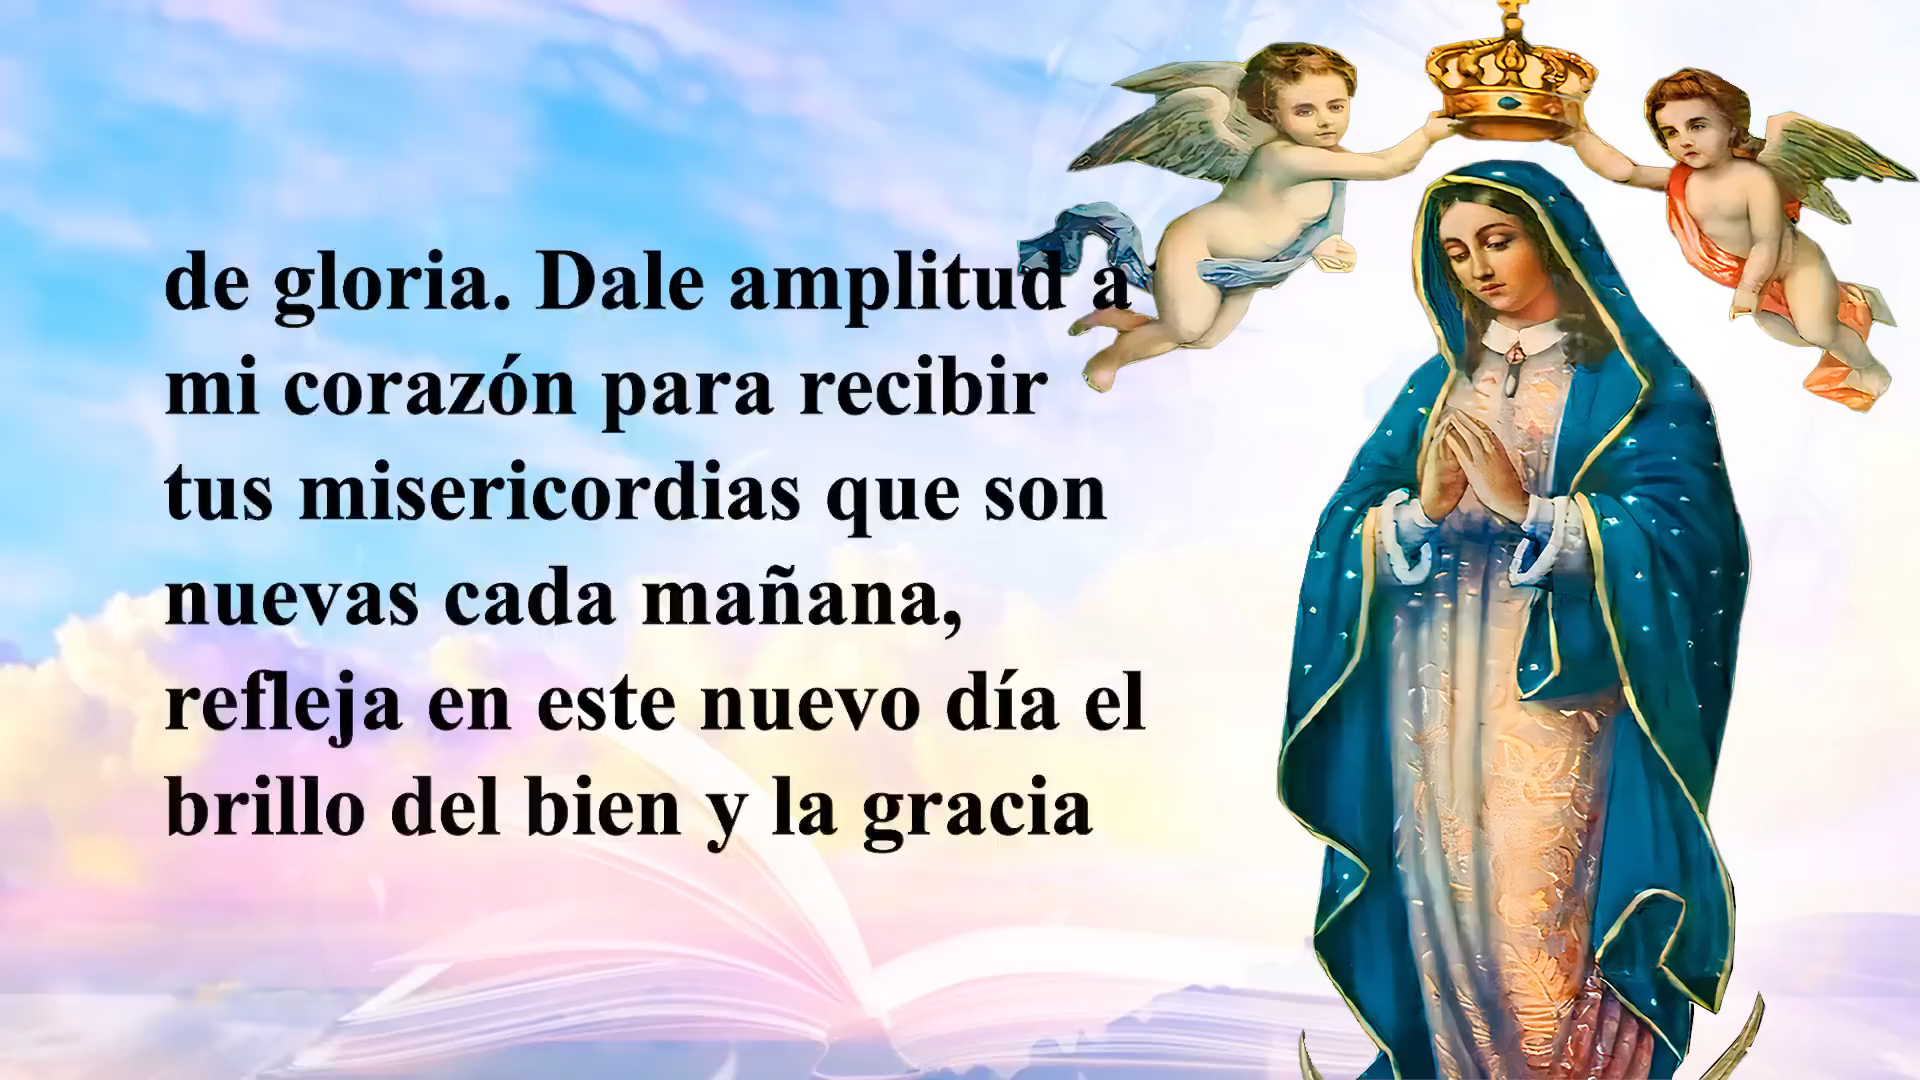 de gloria. Dale amplitud a
mi corazón para recibir
tus misericordias que son
nuevas cada mañana,
refleja en este nuevo día el
brillo del bien y la gracia